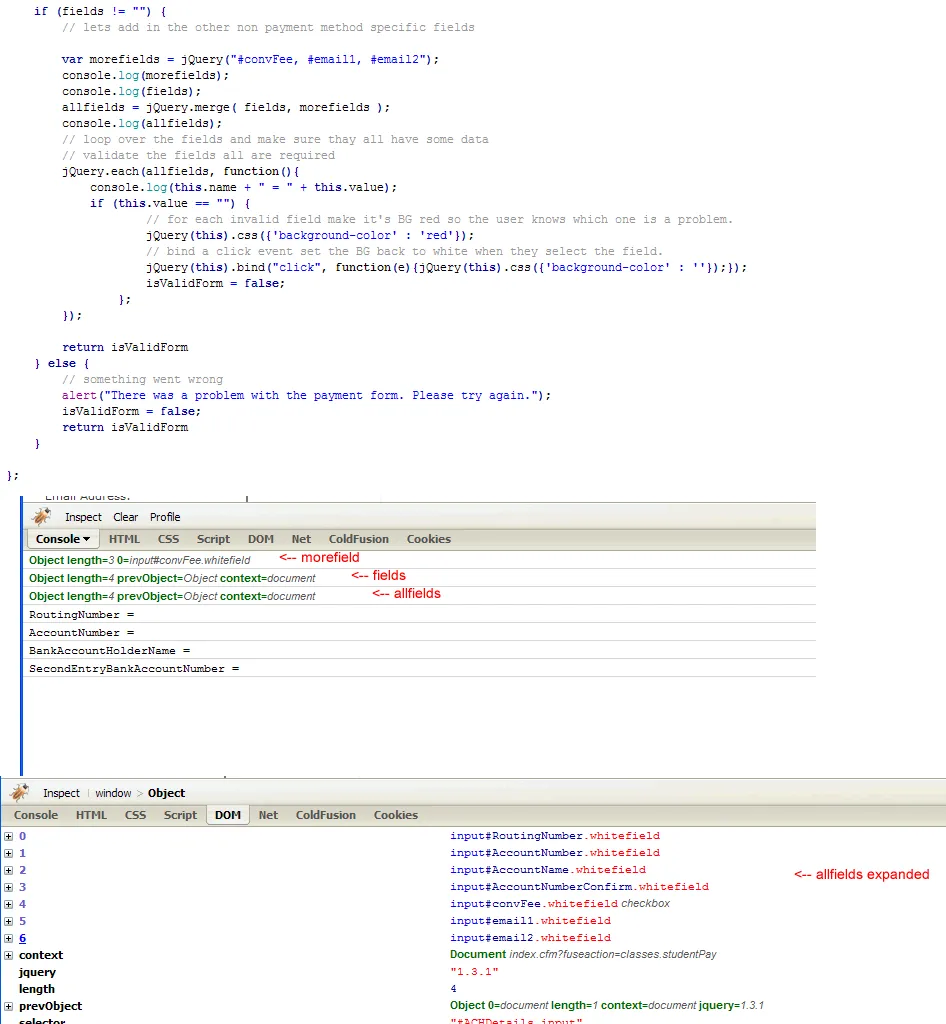 if (fields != "") {
// lets add in the other non payment method specific fields
var morefields = jQuery("#convFee, #email1, #email2");
console.log(morefields);
console.log(fields);
allfields = jQuery.merge( fields, morefields );
console.log(allfields);
// loop over the fields and make sure thay all have some data
// validate the fields all are required
jQuery.each(allfields, function(){
console.log(this.name + " = " + this.value);
if (this.value == "") {
// for each invalid field make it's BG red so the user knows which one is a problem.
jQuery(this).css({'background-color' : 'red'});
// bind a click event set the BG back to white when they select the field.
jQuery(this).bind("click", function(e){jQuery(this).css({'background-color' : ''});});
isValidForm = false;
};
});
return isValidForm
} else {
// something went wrong
alert("There was a problem with the payment form. Please try again.");
isValidForm = false;
return isValidForm
}
};
Email Address:
Inspect Clear Profile
Console HTML CSS Script DOM Net ColdFusion Cookies
Object length=3 0=input#convFee.whitefield <-- morefield
Object length=4 prevObject=Object context=document <-- fields
Object length=4 prevObject=Object context=document <-- allfields
RoutingNumber =
AccountNumber =
BankAccountHolderName =
SecondEntryBankAccountNumber =
Inspect window > Object
Console HTML CSS Script DOM Net ColdFusion Cookies
0 input#RoutingNumber.whitefield
1 input#AccountNumber.whitefield
2 input#AccountName.whitefield <-- allfields expanded
3 input#AccountNumberConfirm.whitefield
4 input#convFee.whitefield checkbox
5 input#email1.whitefield
6 input#email2.whitefield
context Document index.cfm?fuseaction=classes.studentPay
jquery "1.3.1"
length 4
prevObject Object 0=document length=1 context=document jquery=1.3.1
selector "#ACHDetails input"